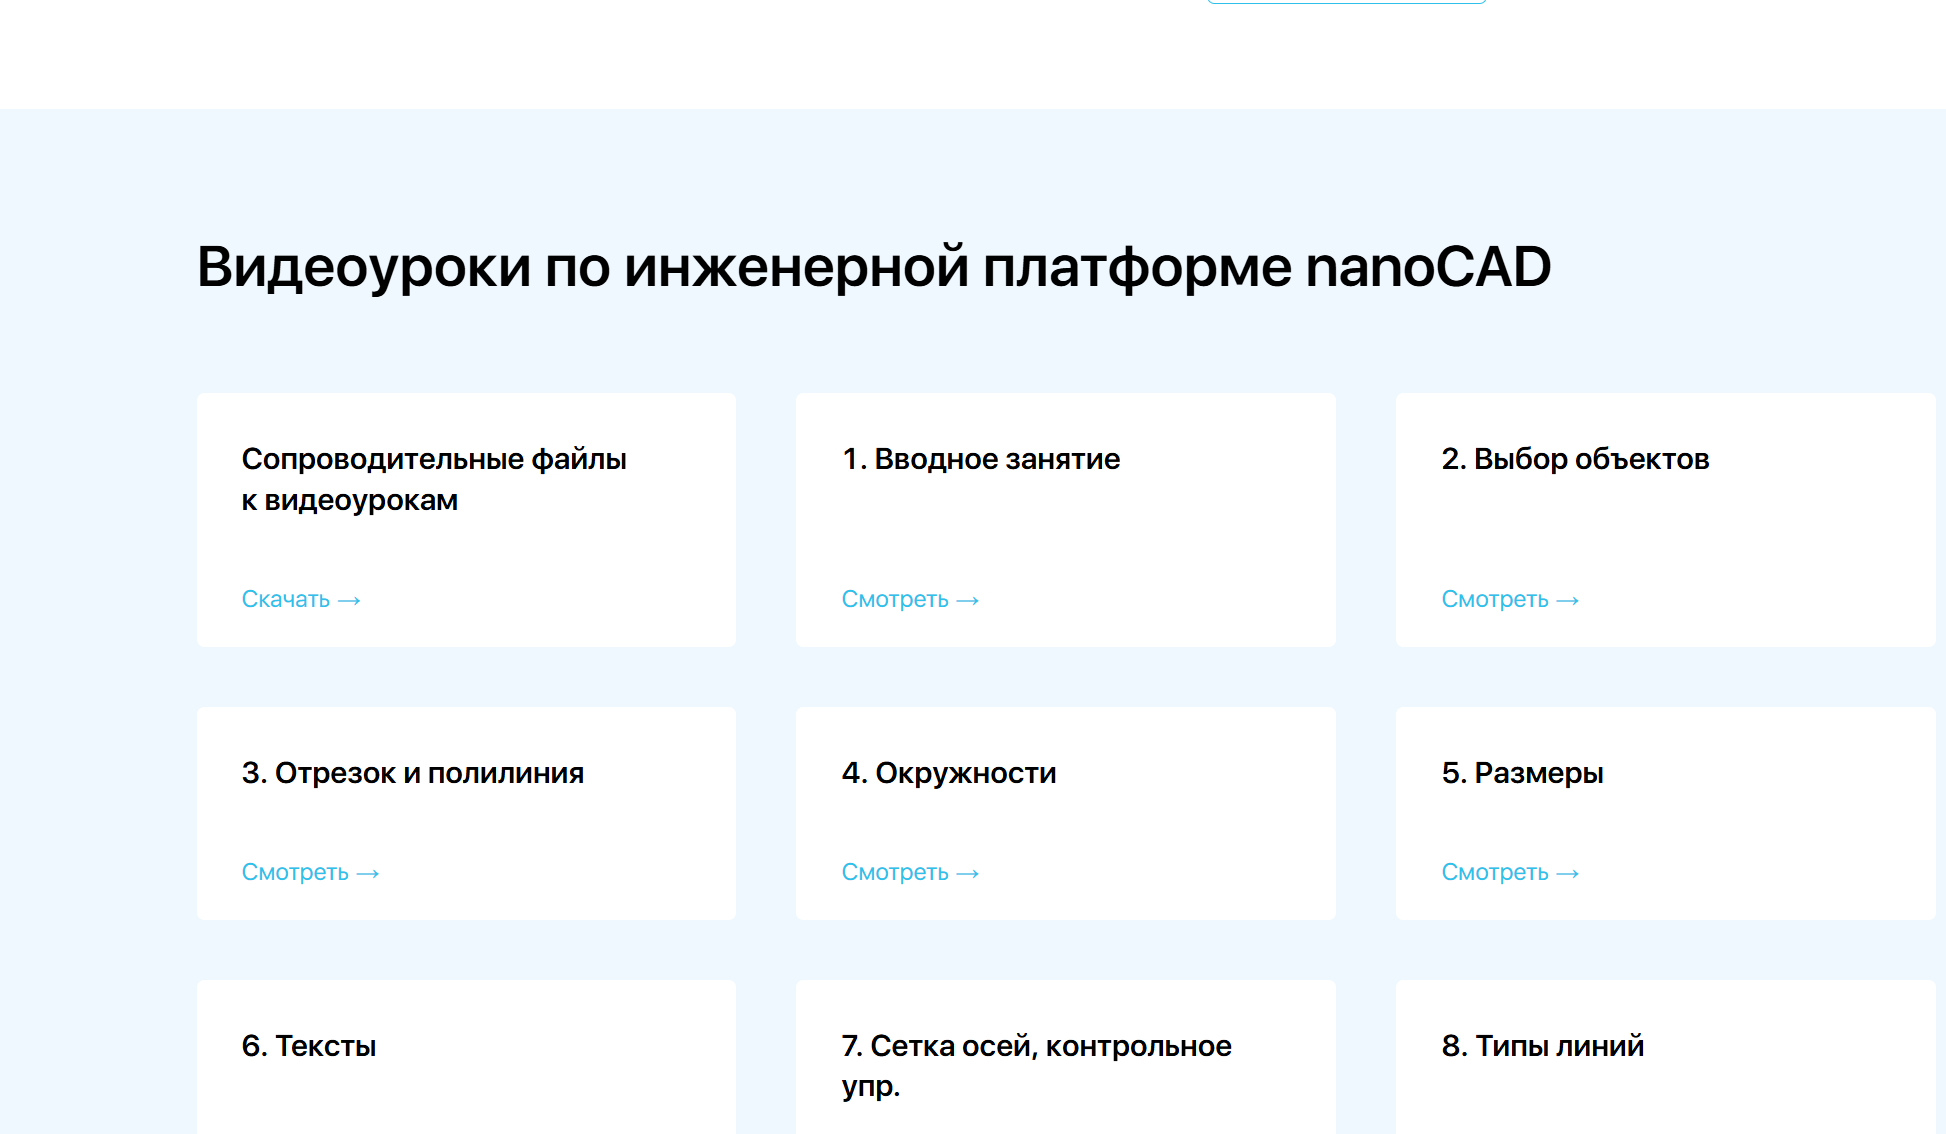 Видеоуроки по инженерной платформе nanoCAD
Сопроводительные файлы
к видеоурокам
Скачать →
1. Вводное занятие
Смотреть →
2. Выбор объектов
Смотреть →
3. Отрезок и полилиния
Смотреть →
4. Окружности
Смотреть →
5. Размеры
Смотреть →
6. Тексты
7. Сетка осей, контрольное
упр.
8. Типы линий